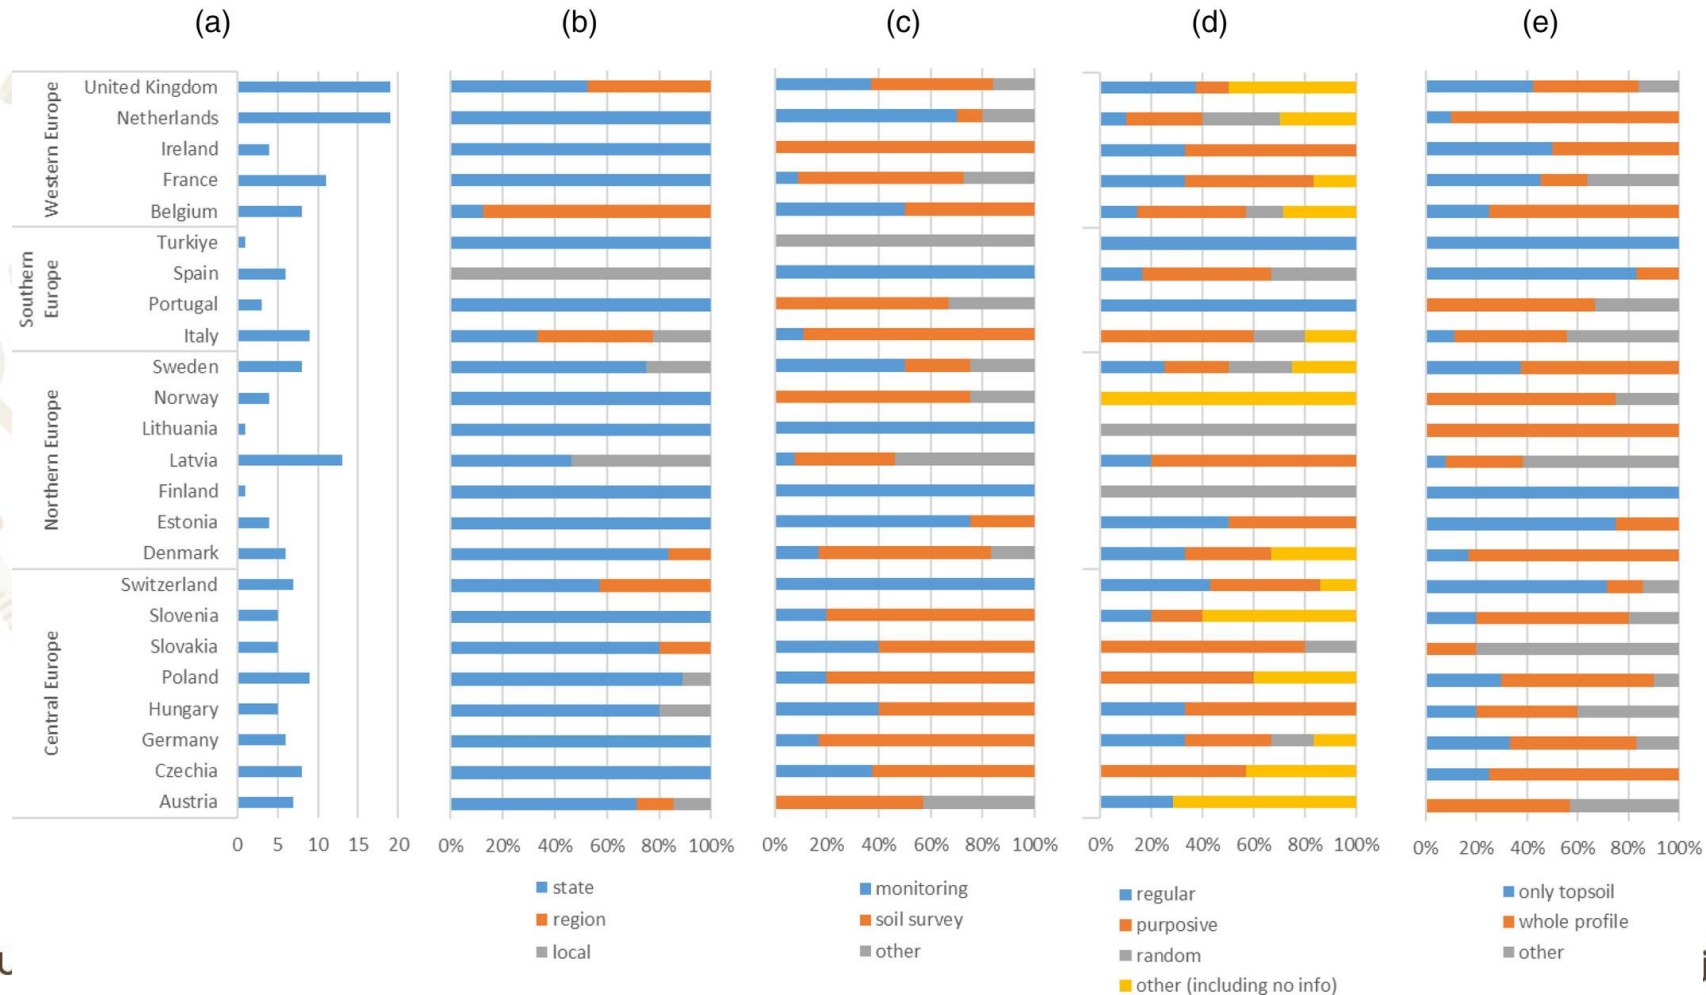 (a) (b) (c) (d) (e)
Western Europe
United Kingdom
Netherlands
Ireland
France
Belgium
Southern
Europe
Turkiye
Spain
Portugal
Italy
Northern Europe
Sweden
Norway
Lithuania
Latvia
Finland
Estonia
Denmark
Central Europe
Switzerland
Slovenia
Slovakia
Poland
Hungary
Germany
Czechia
Austria
0 5 10 15 20
0% 20% 40% 60% 80% 100%
0% 20% 40% 60% 80% 100%
0% 20% 40% 60% 80% 100%
0% 20% 40% 60% 80% 100%
state
region
local
monitoring
soil survey
other
regular
purposive
random
other (including no info)
only topsoil
whole profile
other